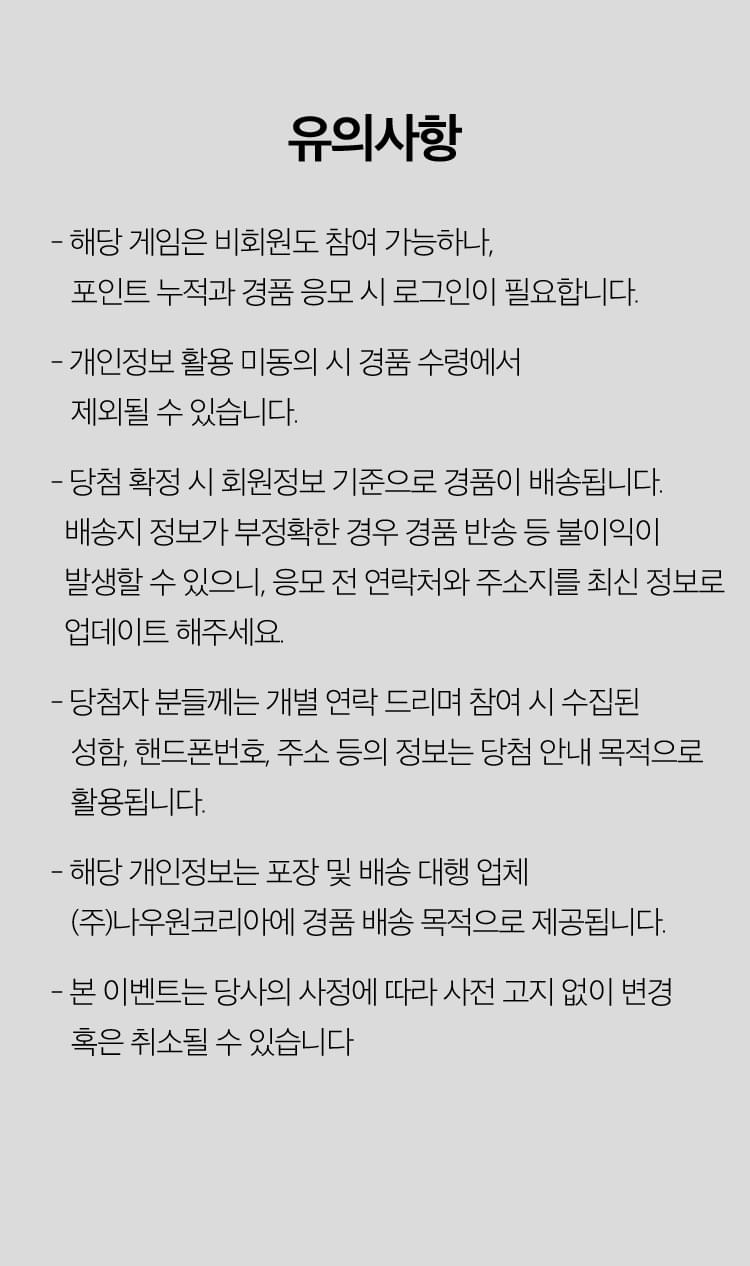 유의사항
- 해당 게임은 비회원도 참여 가능하나,
포인트 누적과 경품 응모 시 로그인이 필요합니다.
- 개인정보 활용 미동의 시 경품 수령에서
제외될 수 있습니다.
- 당첨 확정 시 회원정보 기준으로 경품이 배송됩니다.
배송지 정보가 부정확한 경우 경품 반송 등 불이익이
발생할 수 있으니, 응모 전 연락처와 주소지를 최신 정보로
업데이트 해주세요.
- 당첨자 분들께는 개별 연락 드리며 참여 시 수집된
성함, 핸드폰번호, 주소 등의 정보는 당첨 안내 목적으로
활용됩니다.
- 해당 개인정보는 포장 및 배송 대행 업체
(주)나우원코리아에 경품 배송 목적으로 제공됩니다.
- 본 이벤트는 당사의 사정에 따라 사전 고지 없이 변경
혹은 취소될 수 있습니다